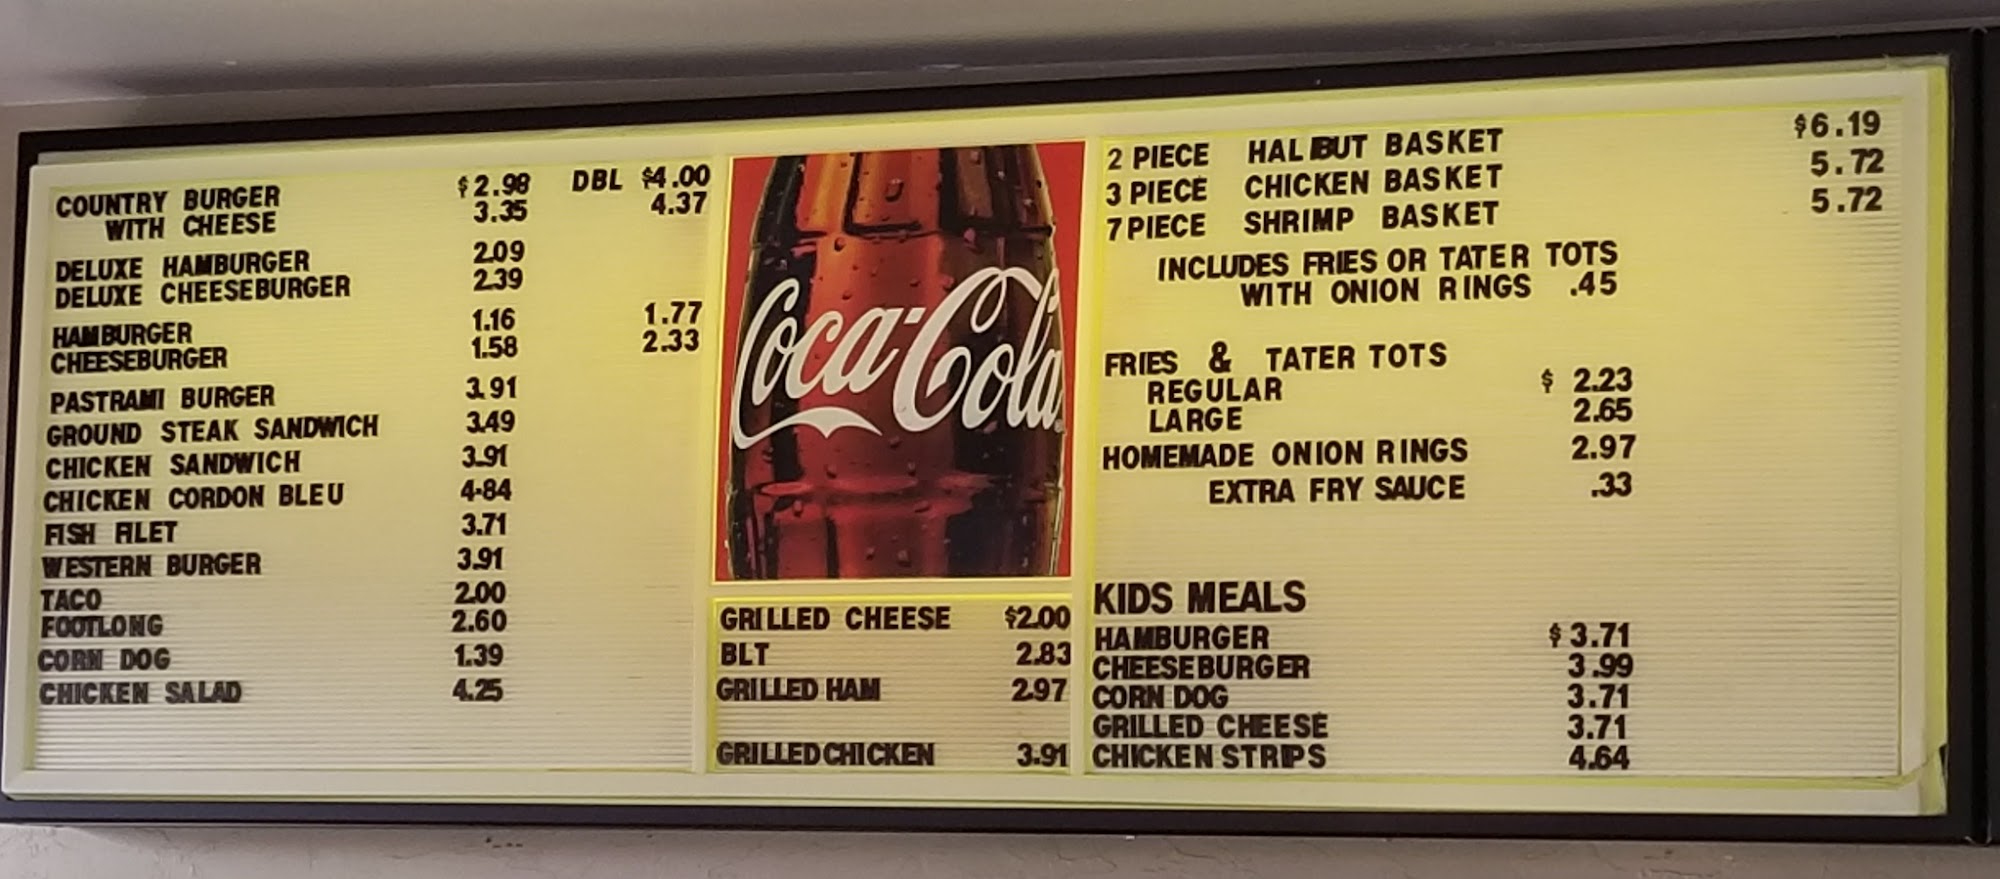 COUNTRY BURGER $2.98 DBL $4.00
WITH CHEESE 3.35 4.37
DELUXE HAMBURGER 2.09
DELUXE CHEESEBURGER 2.39
HAMBURGER 1.16 1.77
CHEESEBURGER 1.58 2.33
PASTRAMI BURGER 3.91
GROUND STEAK SANDWICH 3.49
CHICKEN SANDWICH 3.91
CHICKEN CORDON BLEU 4.84
FISH FILET 3.71
WESTERN BURGER 3.91
TACO 2.00
FOOTLONG 2.60
CORN DOG 1.39
CHICKEN SALAD 4.25
Coca-Cola
GRILLED CHEESE $2.00
BLT 2.83
GRILLED HAM 2.97
GRILLED CHICKEN 3.91
2 PIECE HALIBUT BASKET $6.19
3 PIECE CHICKEN BASKET 5.72
7 PIECE SHRIMP BASKET 5.72
INCLUDES FRIES OR TATER TOTS
WITH ONION RINGS .45
FRIES & TATER TOTS
REGULAR $ 2.23
LARGE 2.65
HOMEMADE ONION RINGS 2.97
EXTRA FRY SAUCE .33
KIDS MEALS
HAMBURGER $3.71
CHEESEBURGER 3.99
CORN DOG 3.71
GRILLED CHEESE 3.71
CHICKEN STRIPS 4.64